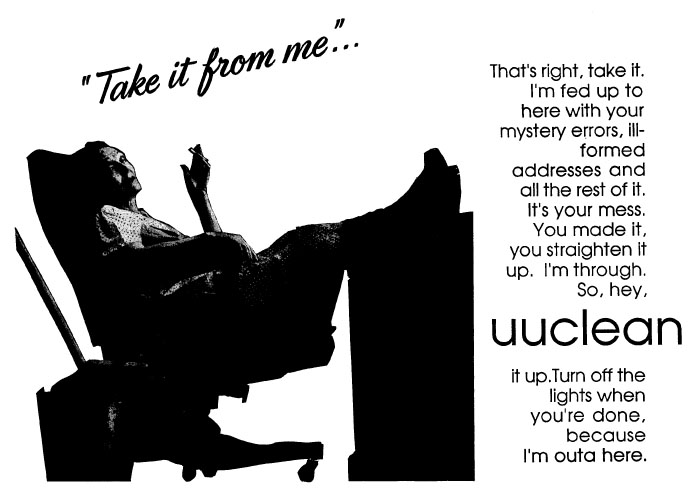 "Take it from me"...
That's right, take it.
I'm fed up to
here with your
mystery errors, ill-
formed
addresses and
all the rest of it.
It's your mess.
You made it,
you straighten it
up. I'm through.
So, hey,
uuclean
it up.Turn off the
lights when
you're done,
because
I'm outa here.